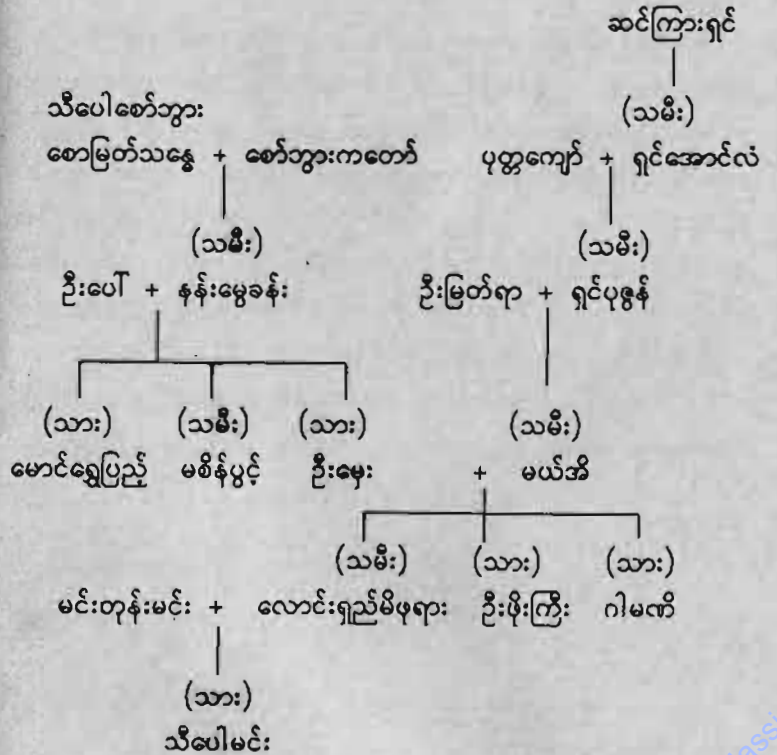 ဆင်ကြားရှင်
သီပေါစော်ဘွား
(သမီး)
စောမြတ်သန္ဓေ + စော်ဘွားကတော် ပုတ္တကျော် + ရှင်အောင်လံ
(သမီး) (သမီး)
ဦးပေါ် + နန်းမွေခန်း ဦးမြတ်ရာ + ရှင်ပုဇွန်
(သား) (သမီး) (သား) (သမီး)
မောင်ရွှေပြည့် မစိန်ပွင့် ဦးမှေး + မယ်အိ
(သမီး) (သား) (သား)
မင်းတုန်းမင်း + လောင်းရှည်မိဖုရား ဦးဖိုးကြီး ဂါမဏိ
(သား)
သီပေါမင်း